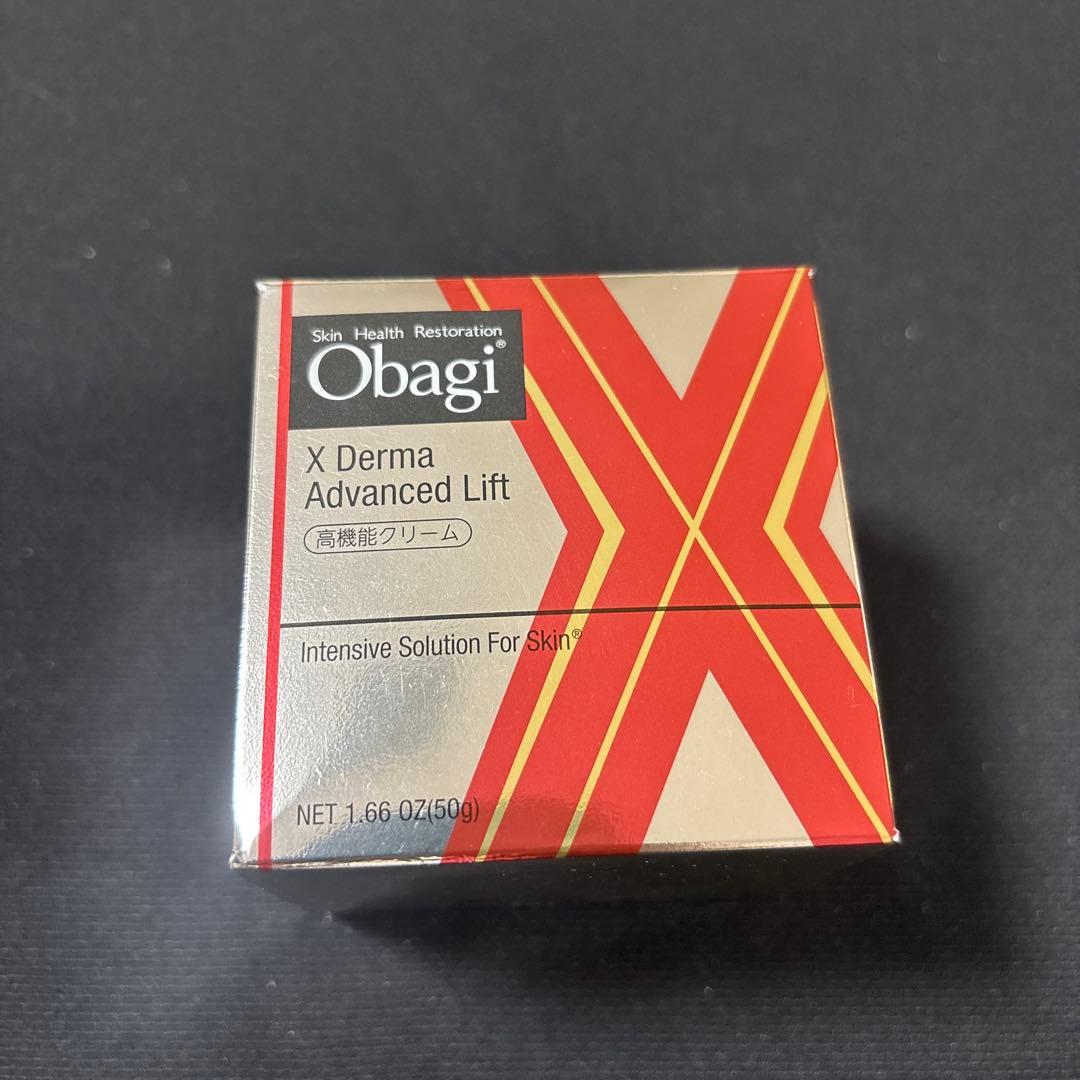 Skin Health Restoration
Obagi®
X Derma
Advanced Lift
高機能クリーム
Intensive Solution For Skin®
NET 1.66 OZ(50g)